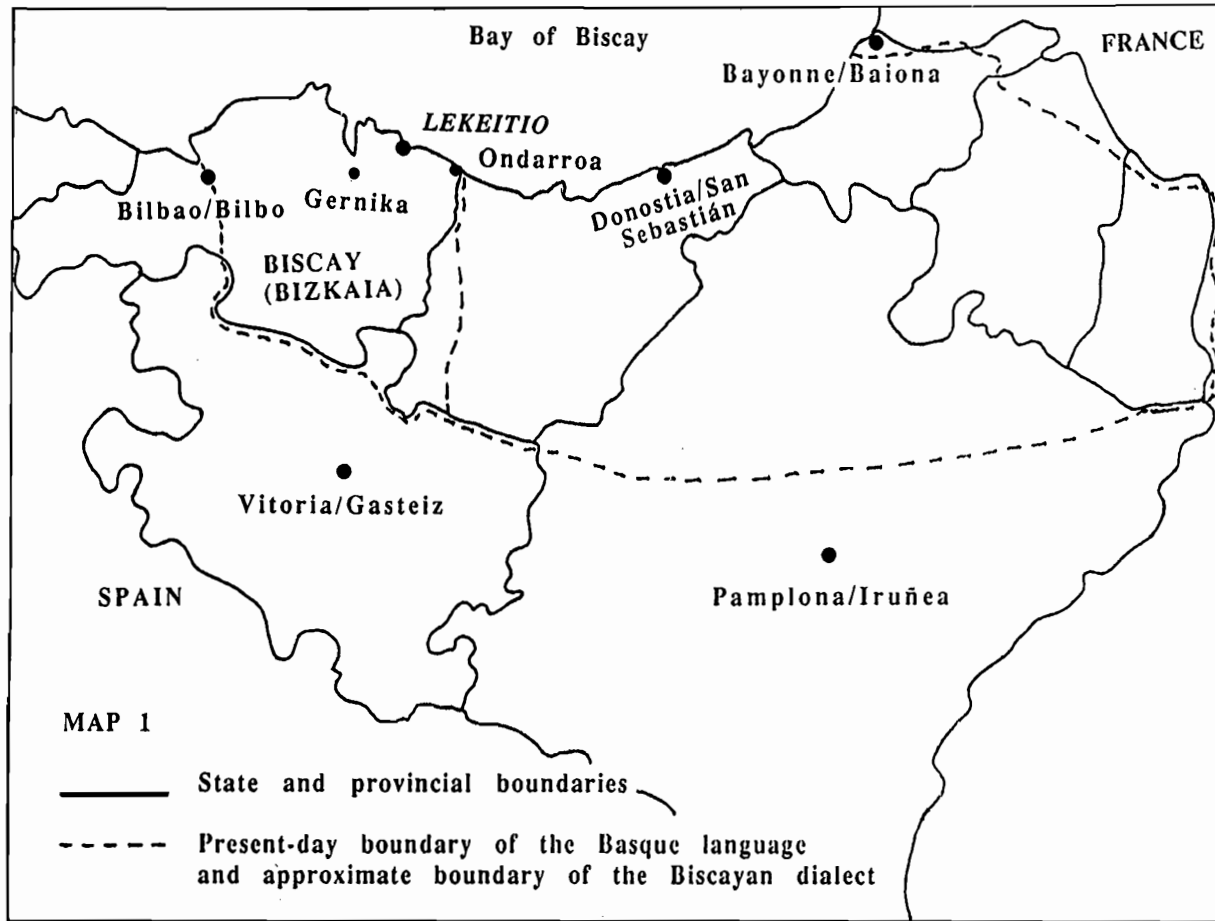 Bay of Biscay
FRANCE
Bayonne/Baiona
LEKEITIO
Ondarroa
Bilbao/Bilbo
Gernika
Donostia/San
Sebastián
BISCAY
(BIZKAIA)
Vitoria/Gasteiz
SPAIN
Pamplona/Iruñea
MAP 1
State and provincial boundaries
Present-day boundary of the Basque language
and approximate boundary of the Biscayan dialect